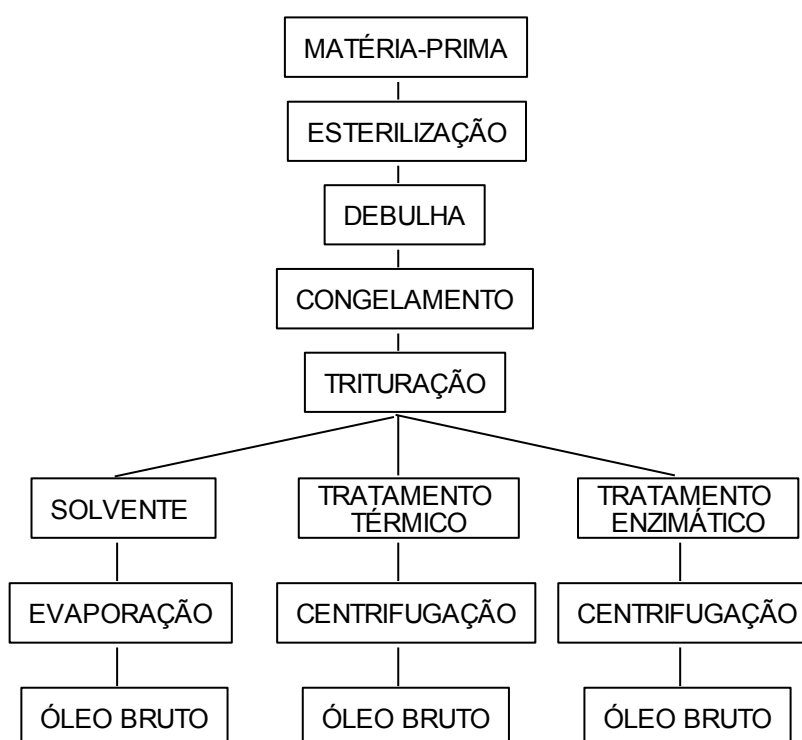 MATÉRIA-PRIMA
ESTERILIZAÇÃO
DEBULHA
CONGELAMENTO
TRITURAÇÃO
SOLVENTE
TRATAMENTO
TÉRMICO
TRATAMENTO
ENZIMÁTICO
EVAPORAÇÃO
CENTRIFUGAÇÃO
CENTRIFUGAÇÃO
ÓLEO BRUTO
ÓLEO BRUTO
ÓLEO BRUTO